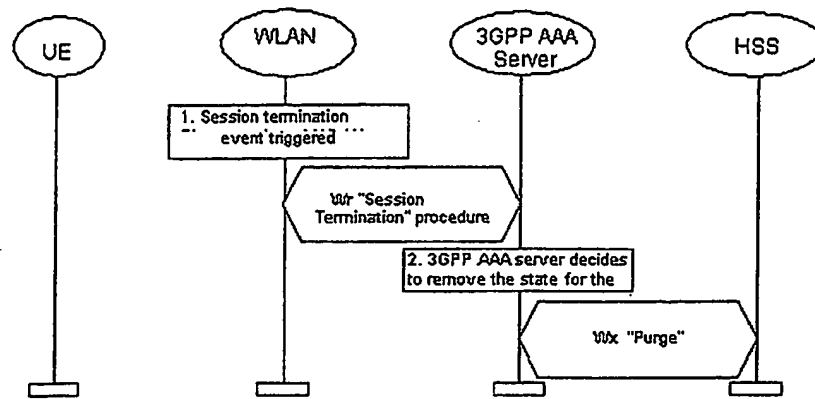 UE
WLAN
3GPP AAA
Server
HSS
1. Session termination
event triggered
Wr "Session
Termination" procedure
2. 3GPP AAA server decides
to remove the state for the
Wx "Purge"